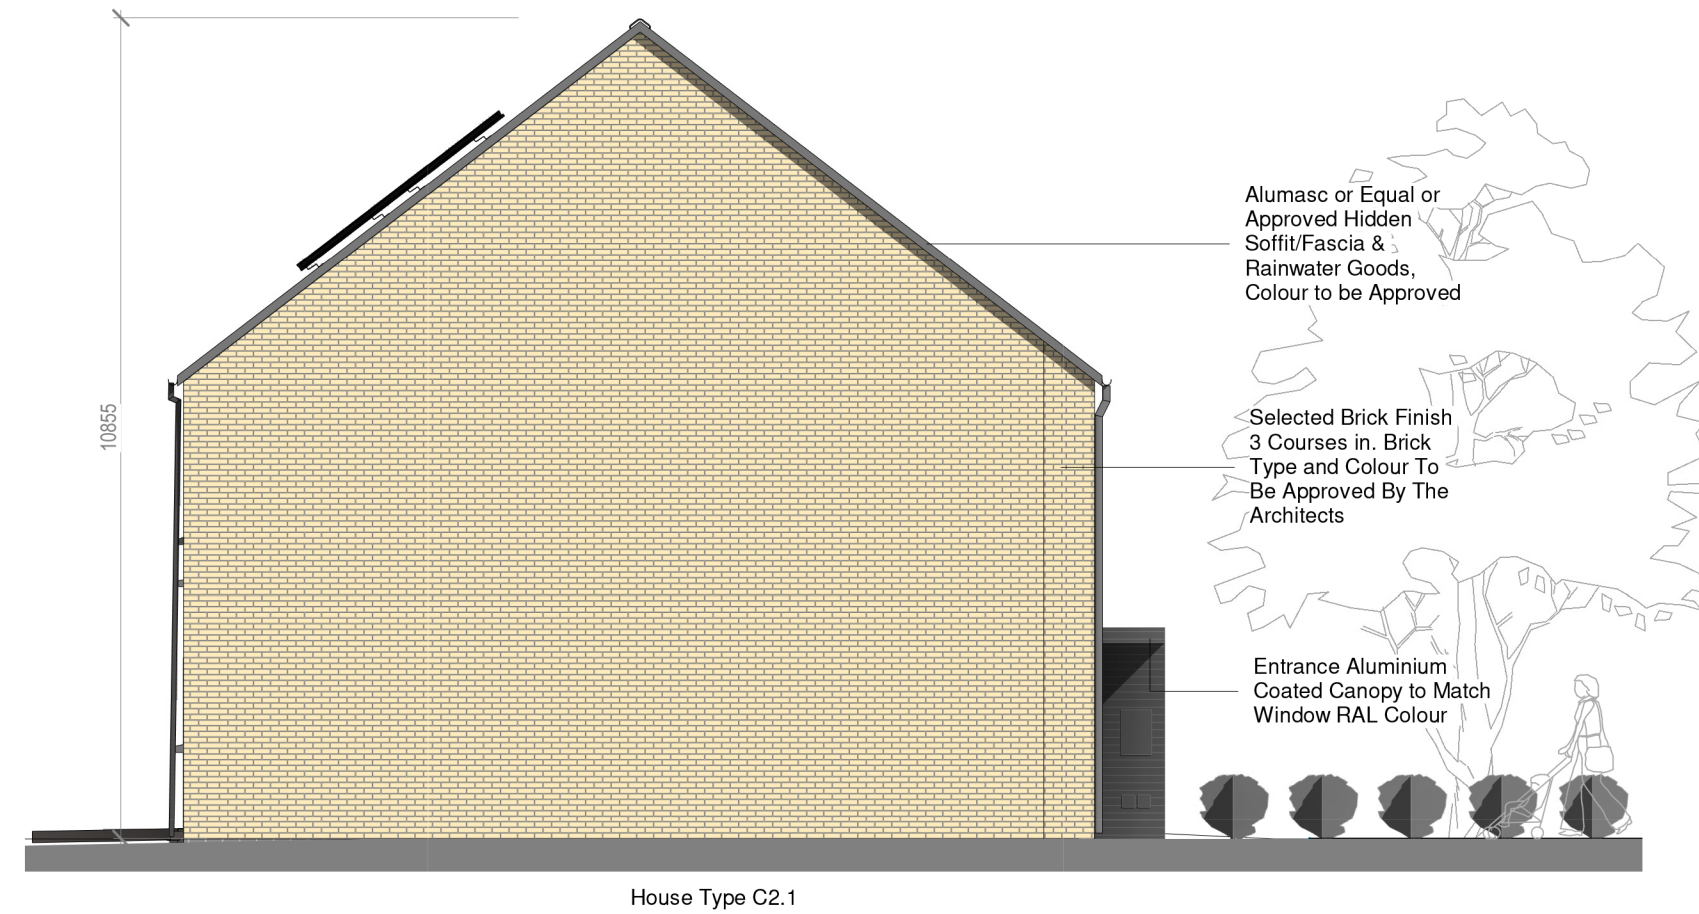 Alumasc or Equal or
Approved Hidden
Soffit/Fascia &
Rainwater Goods,
Colour to be Approved
10855
Selected Brick Finish
3 Courses in. Brick
Type and Colour To
Be Approved By The
Architects
Entrance Aluminium
Coated Canopy to Match
Window RAL Colour
House Type C2.1